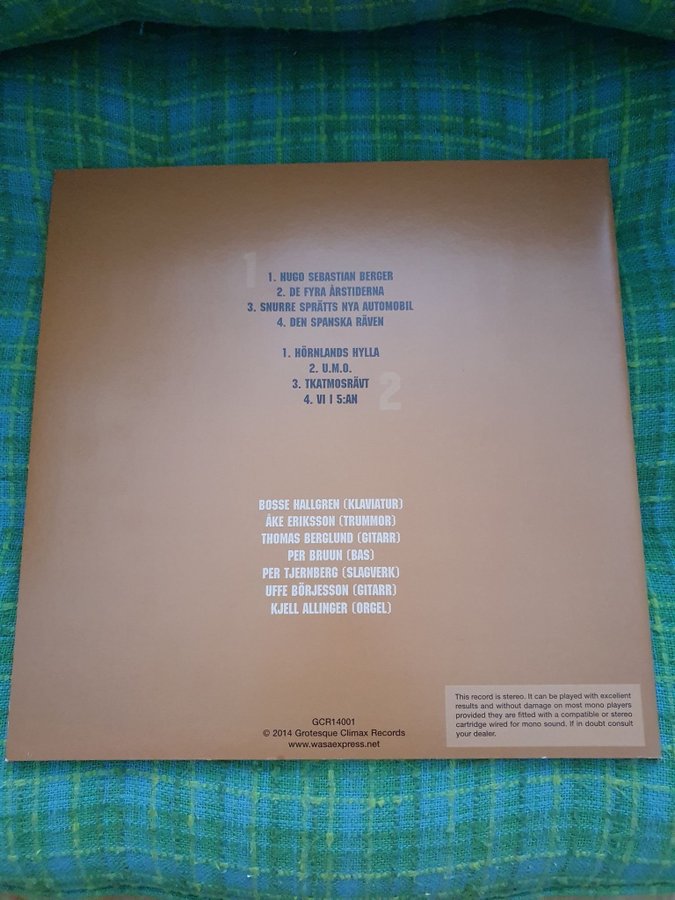 1
1. HUGO SEBASTIAN BERGER
2. DE FYRA ÅRSTIDERNA
3. SNURRE SPRÄTTS NYA AUTOMOBIL
4. DEN SPANSKA RÄVEN
1. HÖRNLANDS HYLLA
2. U.M.O.
3. TKATMOSRÄVT
4. VI I 5:AN
2
BOSSE HALLGREN (KLAVIATUR)
ÅKE ERIKSSON (TRUMMOR)
THOMAS BERGLUND (GITARR)
PER BRUUN (BAS)
PER TJERNBERG (SLAGVERK)
UFFE BÖRJESSON (GITARR)
KJELL ALLINGER (ORGEL)
GCR14001
© 2014 Grotesque Climax Records
www.wasaexpress.net
This record is stereo. It can be played with excellent
results and without damage on most mono players
provided they are fitted with a compatible or stereo
cartridge wired for mono sound. If in doubt consult
your dealer.